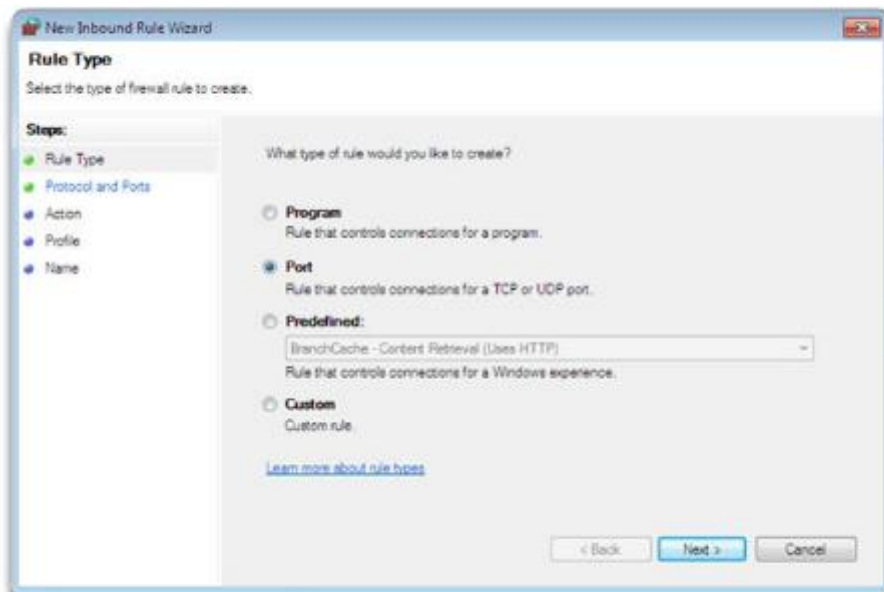 New Inbound Rule Wizard
Rule Type
Select the type of firewall rule to create.
Steps:
Rule Type
Protocol and Ports
Action
Profile
Name
What type of rule would you like to create?
Program
Rule that controls connections for a program.
Port
Rule that controls connections for a TCP or UDP port.
Predefined:
BranchCache - Content Retrieval (Uses HTTP)
Rule that controls connections for a Windows experience.
Custom
Custom rule.
Learn more about rule types
< Back Next > Cancel